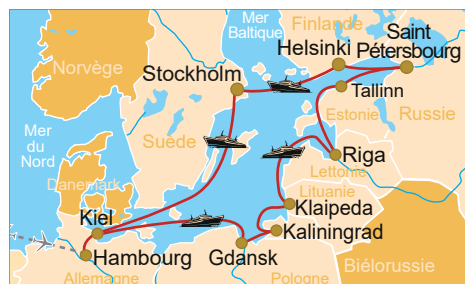 Mer
Baltique
Finlande
Saint
Pétersbourg
Helsinki
Norvège
Stockholm
Tallinn
Estonie
Russie
Mer
du Nord
Suède
Riga
Lettonie
Danemark
Lituanie
Klaipeda
Kiel
Kaliningrad
Hambourg
Gdansk
Biélorussie
Allemagne
Pologne